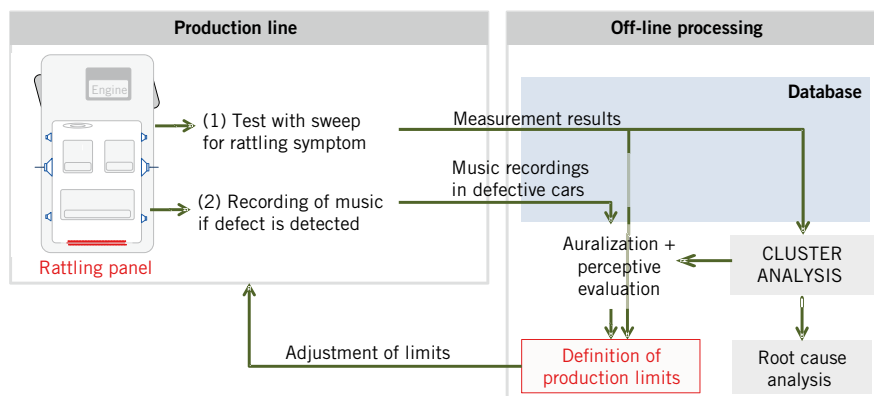 Production line
Engine
(1) Test with sweep
for rattling symptom
(2) Recording of music
if defect is detected
Rattling panel
Off-line processing
Database
Measurement results
Music recordings
in defective cars
Auralization +
perceptive
evaluation
CLUSTER
ANALYSIS
Adjustment of limits
Definition of
production limits
Root cause
analysis